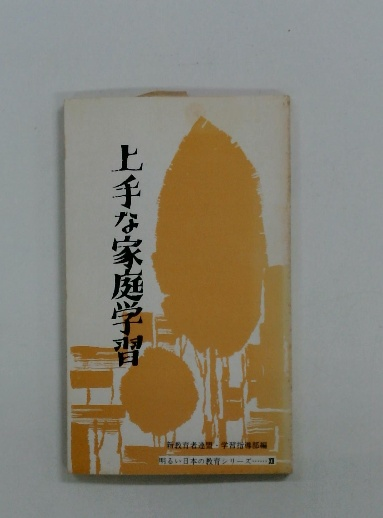 上手な家庭学習
新教育者連盟・学習指導部編
明るい日本の教育シリーズ……